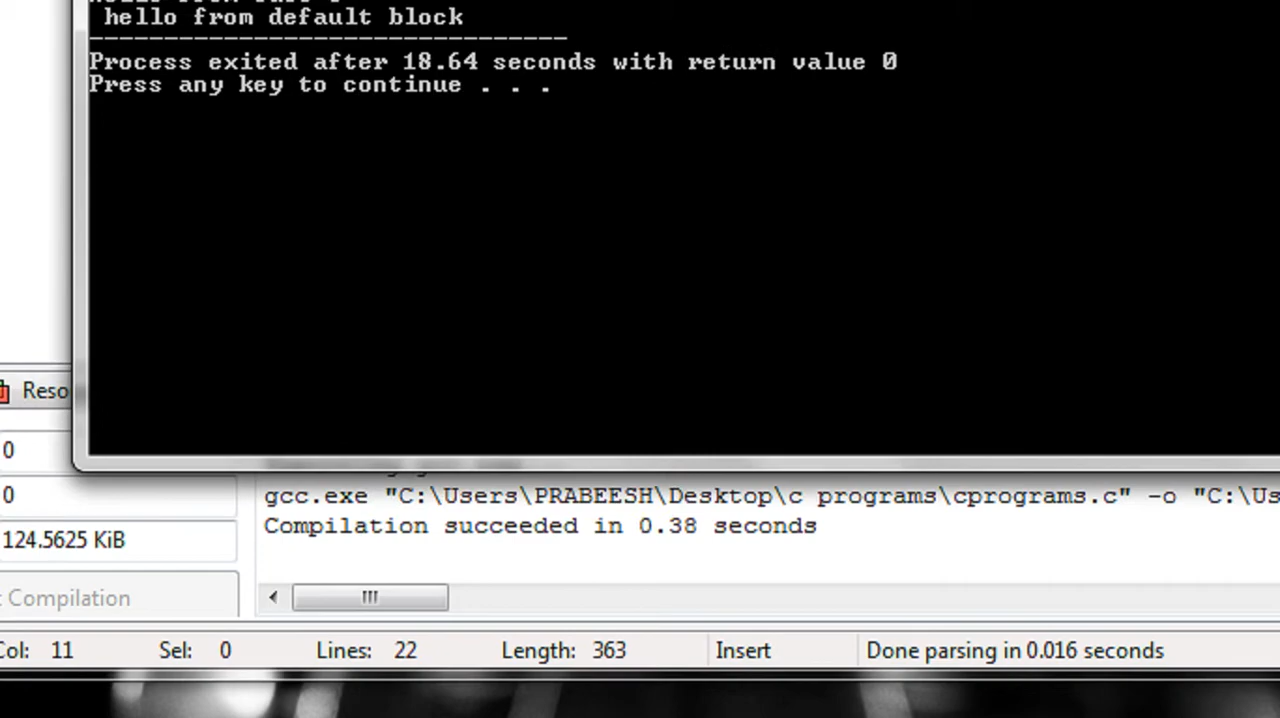 hello from default block
--------------------------------
Process exited after 18.64 seconds with return value 0
Press any key to continue . . .
Reso
0
0
gcc.exe "C:\Users\PRABEESH\Desktop\c programs\cprograms.c" -o "C:\Us
Compilation succeeded in 0.38 seconds
124.5625 KiB
Compilation
Col: 11 Sel: 0 Lines: 22 Length: 363 Insert Done parsing in 0.016 seconds